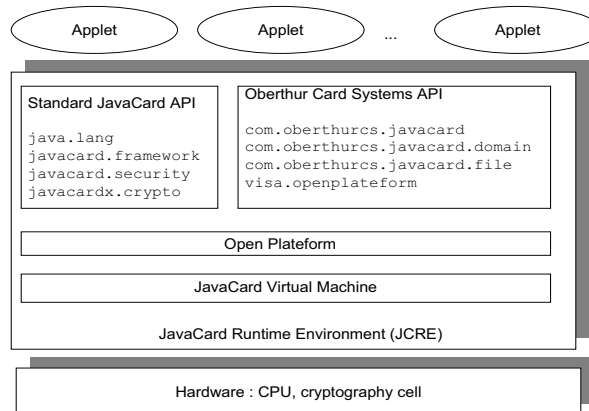 Applet
Applet
...
Applet
Standard JavaCard API
java.lang
javacard.framework
javacard.security
javacardx.crypto
Oberthur Card Systems API
com.oberthurcs.javacard
com.oberthurcs.javacard.domain
com.oberthurcs.javacard.file
visa.openplateform
Open Plateform
JavaCard Virtual Machine
JavaCard Runtime Environment (JCRE)
Hardware : CPU, cryptography cell